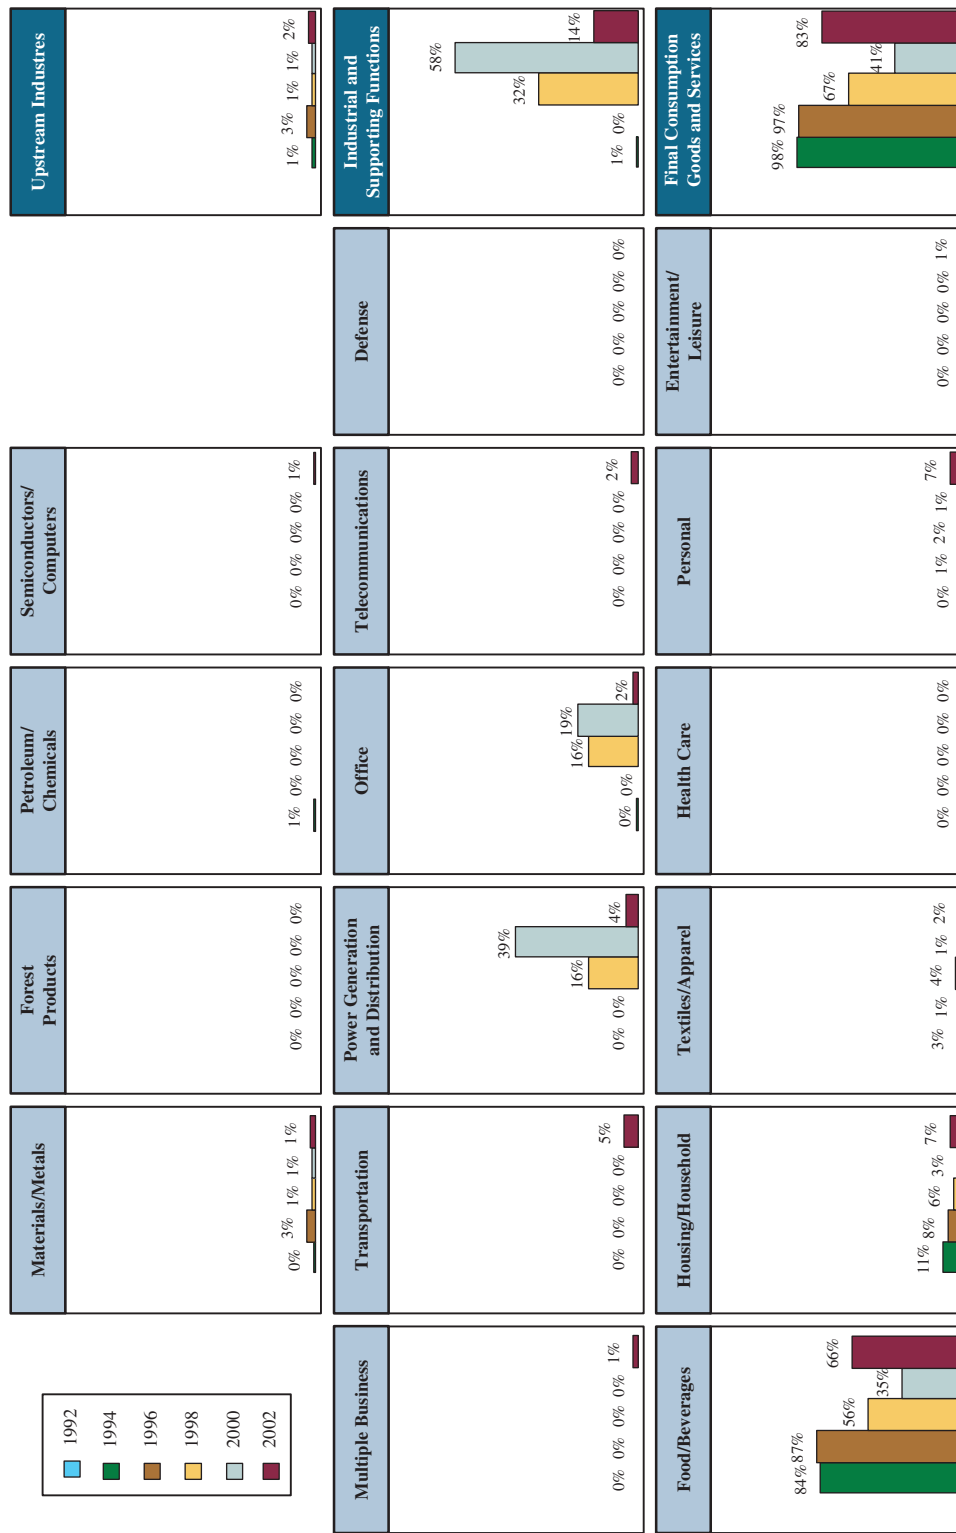 1992
1994
1996
1998
2000
2002
Materials/Metals
0% 3% 1% 1% 1%
Forest
Products
0% 0% 0% 0% 0%
Petroleum/
Chemicals
1% 0% 0% 0% 0%
Semiconductors/
Computers
0% 0% 0% 0% 1%
Upstream Industres
1% 3% 1% 1% 2%
Multiple Business
0% 0% 0% 0% 1%
Transportation
0% 0% 0% 0% 5%
Power Generation
and Distribution
0% 0% 16% 39% 4%
Office
0% 0% 16% 19% 2%
Telecommunications
0% 0% 0% 0% 2%
Defense
0% 0% 0% 0% 0%
Industrial and
Supporting Functions
1% 0% 32% 58% 14%
Food/Beverages
84% 87% 56% 35% 66%
Housing/Household
11% 8% 6% 3% 7%
Textiles/Apparel
3% 1% 4% 1% 2%
Health Care
0% 0% 0% 0% 0%
Personal
0% 1% 2% 1% 7%
Entertainment/
Leisure
0% 0% 0% 0% 1%
Final Consumption
Goods and Services
98% 97% 67% 41% 83%